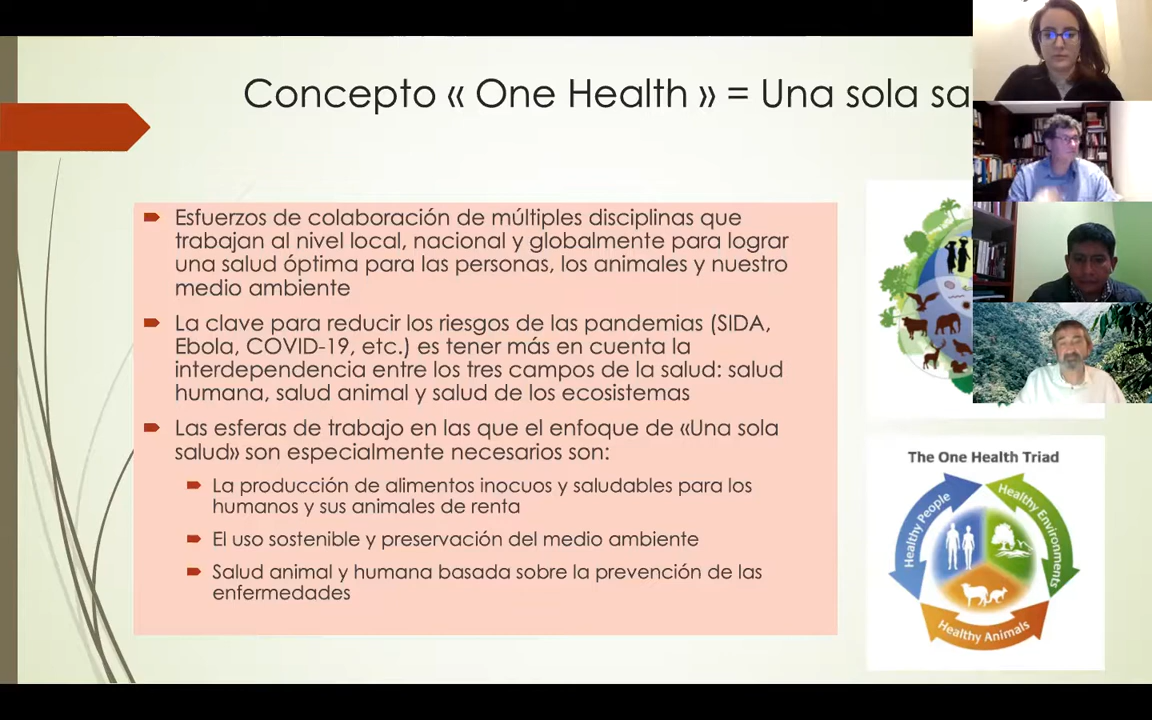 Concepto « One Health » = Una sola
Esfuerzos de colaboración de múltiples disciplinas que
trabajan al nivel local, nacional y globalmente para lograr
una salud óptima para las personas, los animales y nuestro
medio ambiente
La clave para reducir los riesgos de las pandemias (SIDA,
Ebola, COVID-19, etc.) es tener más en cuenta la
interdependencia entre los tres campos de la salud: salud
humana, salud animal y salud de los ecosistemas
Las esferas de trabajo en las que el enfoque de «Una sola
salud» son especialmente necesarios son:
La producción de alimentos inocuos y saludables para los
humanos y sus animales de renta
El uso sostenible y preservación del medio ambiente
Salud animal y humana basada sobre la prevención de las
enfermedades
The One Health Triad
Healthy People
Healthy Environments
Healthy Animals